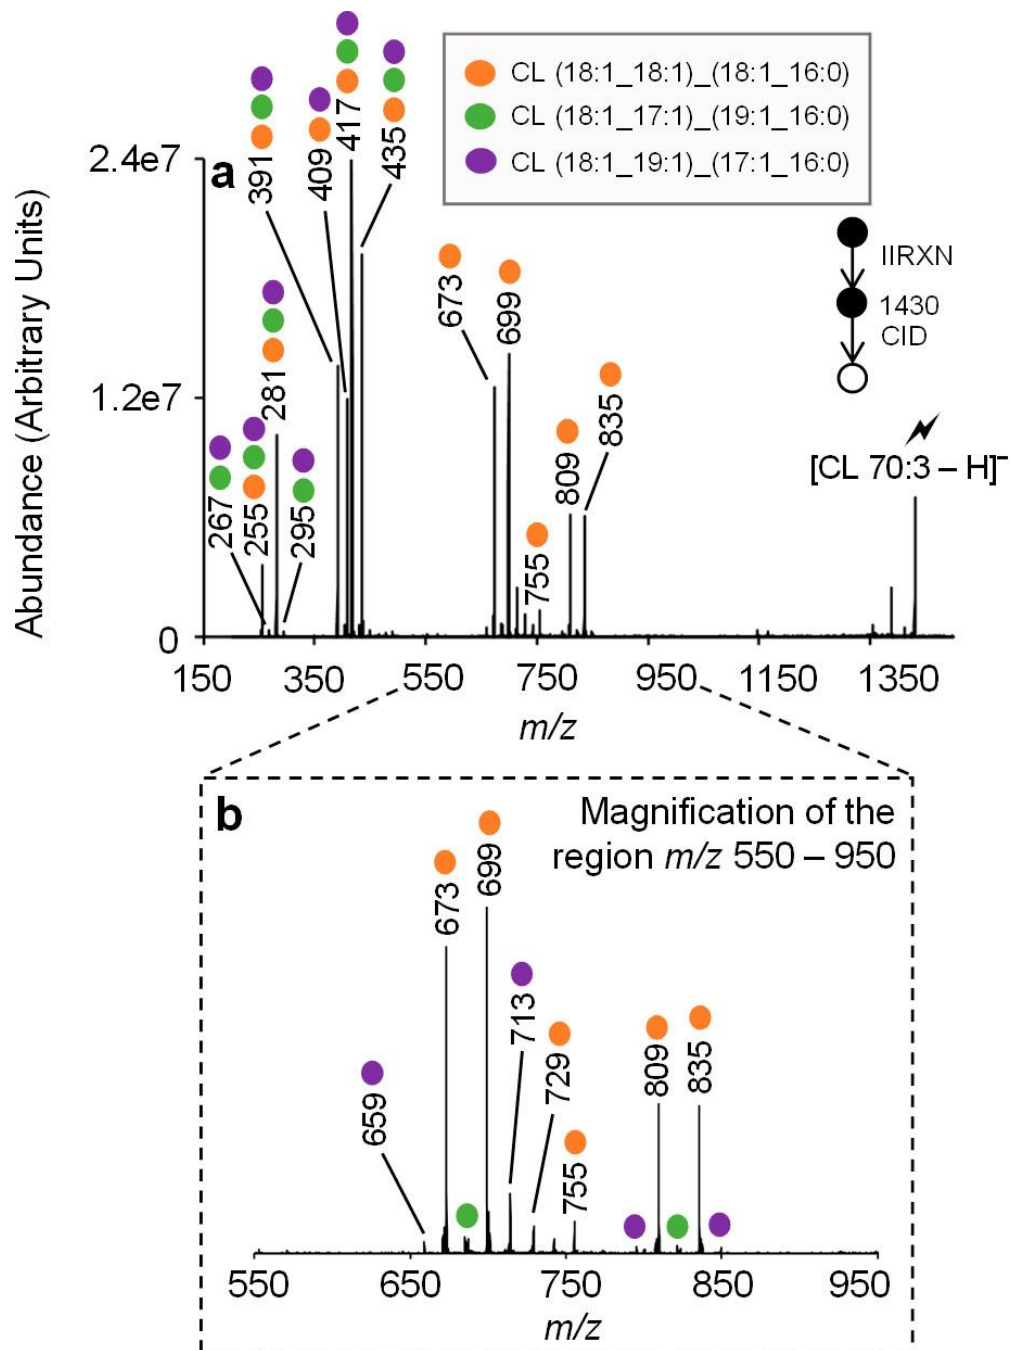 CL (18:1_18:1)_(18:1_16:0)
CL (18:1_17:1)_(19:1_16:0)
CL (18:1_19:1)_(17:1_16:0)
a
Abundance (Arbitrary Units)
2.4e7
1.2e7
0
267
255
281
295
391
409
417
435
673
699
755
809
835
IIRXN
1430
CID
[CL 70:3 – H]⁻
150 350 550 750 950 1150 1350
m/z
b
Magnification of the
region m/z 550 – 950
659
673
699
713
729
755
809
835
550 650 750 850 950
m/z